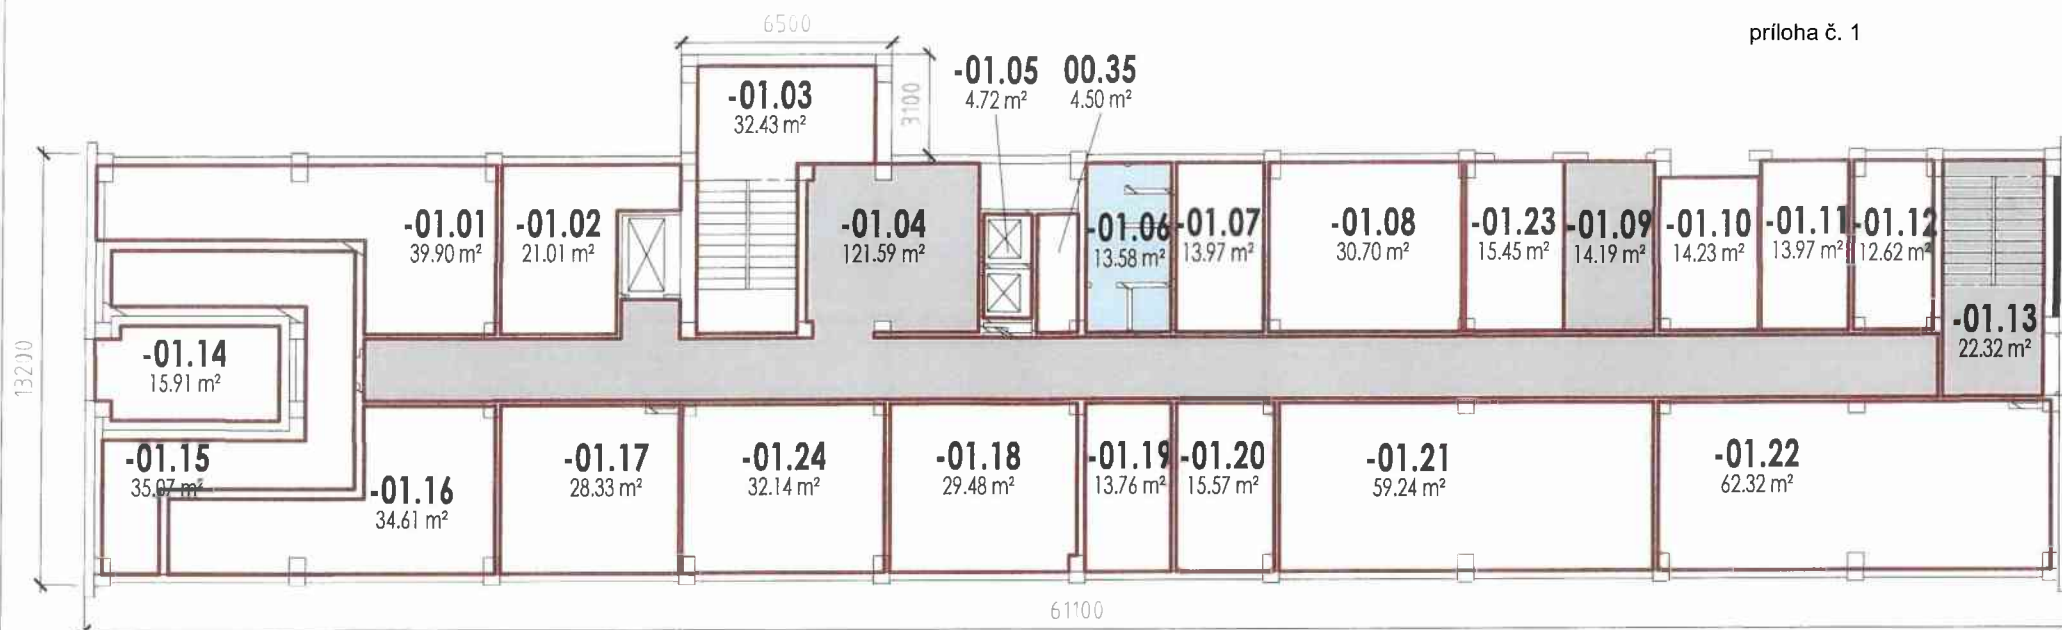 príloha č. 1
6500
3100
-01.03
32.43 m²
-01.05
4.72 m²
00.35
4.50 m²
-01.01
39.90 m²
-01.02
21.01 m²
-01.04
121.59 m²
-01.06
13.58 m²
-01.07
13.97 m²
-01.08
30.70 m²
-01.23
15.45 m²
-01.09
14.19 m²
-01.10
14.23 m²
-01.11
13.97 m²
-01.12
12.62 m²
-01.13
22.32 m²
13200
-01.14
15.91 m²
-01.15
35.07 m²
-01.16
34.61 m²
-01.17
28.33 m²
-01.24
32.14 m²
-01.18
29.48 m²
-01.19
13.76 m²
-01.20
15.57 m²
-01.21
59.24 m²
-01.22
62.32 m²
61100